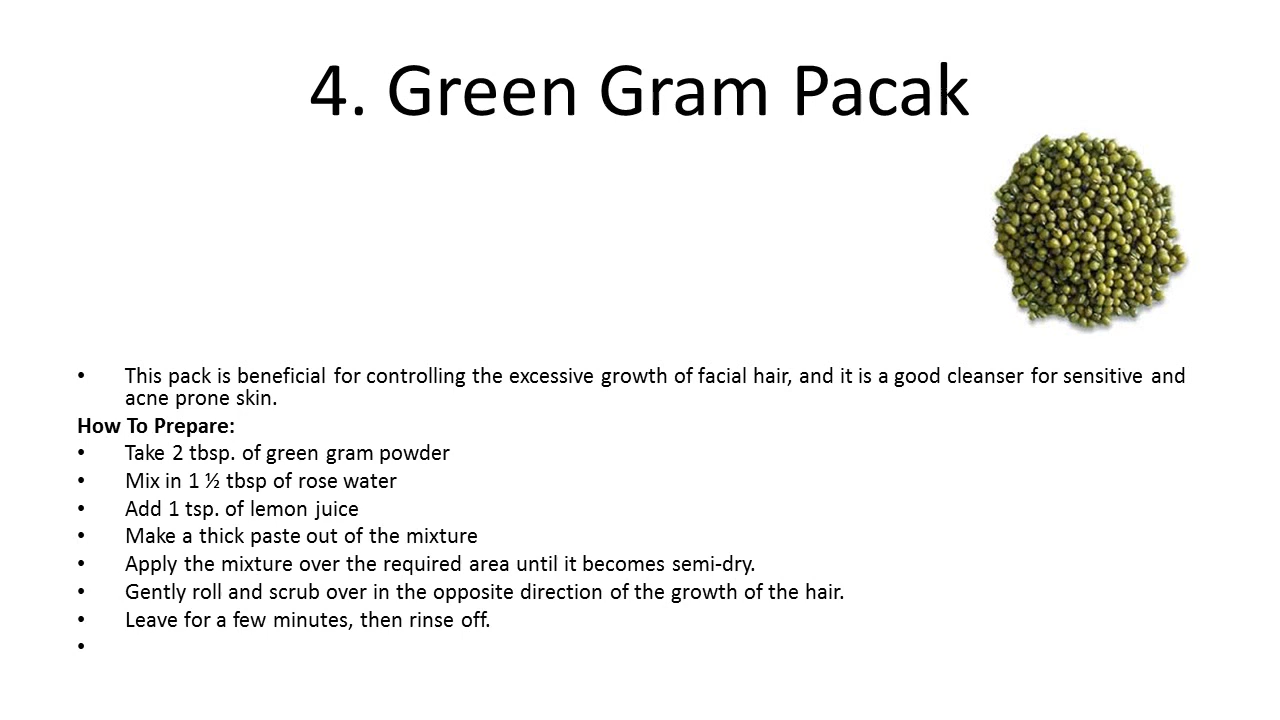 4. Green Gram Pacak
• This pack is beneficial for controlling the excessive growth of facial hair, and it is a good cleanser for sensitive and
acne prone skin.
How To Prepare:
• Take 2 tbsp. of green gram powder
• Mix in 1 ½ tbsp of rose water
• Add 1 tsp. of lemon juice
• Make a thick paste out of the mixture
• Apply the mixture over the required area until it becomes semi-dry.
• Gently roll and scrub over in the opposite direction of the growth of the hair.
• Leave for a few minutes, then rinse off.
•